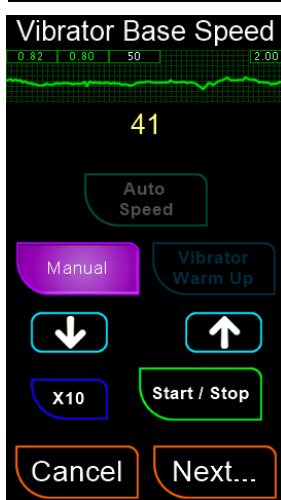 Vibrator Base Speed
0.82 0.80 50 2.00
41
Auto
Speed
Manual
Vibrator
Warm Up
X10
Start / Stop
Cancel
Next...